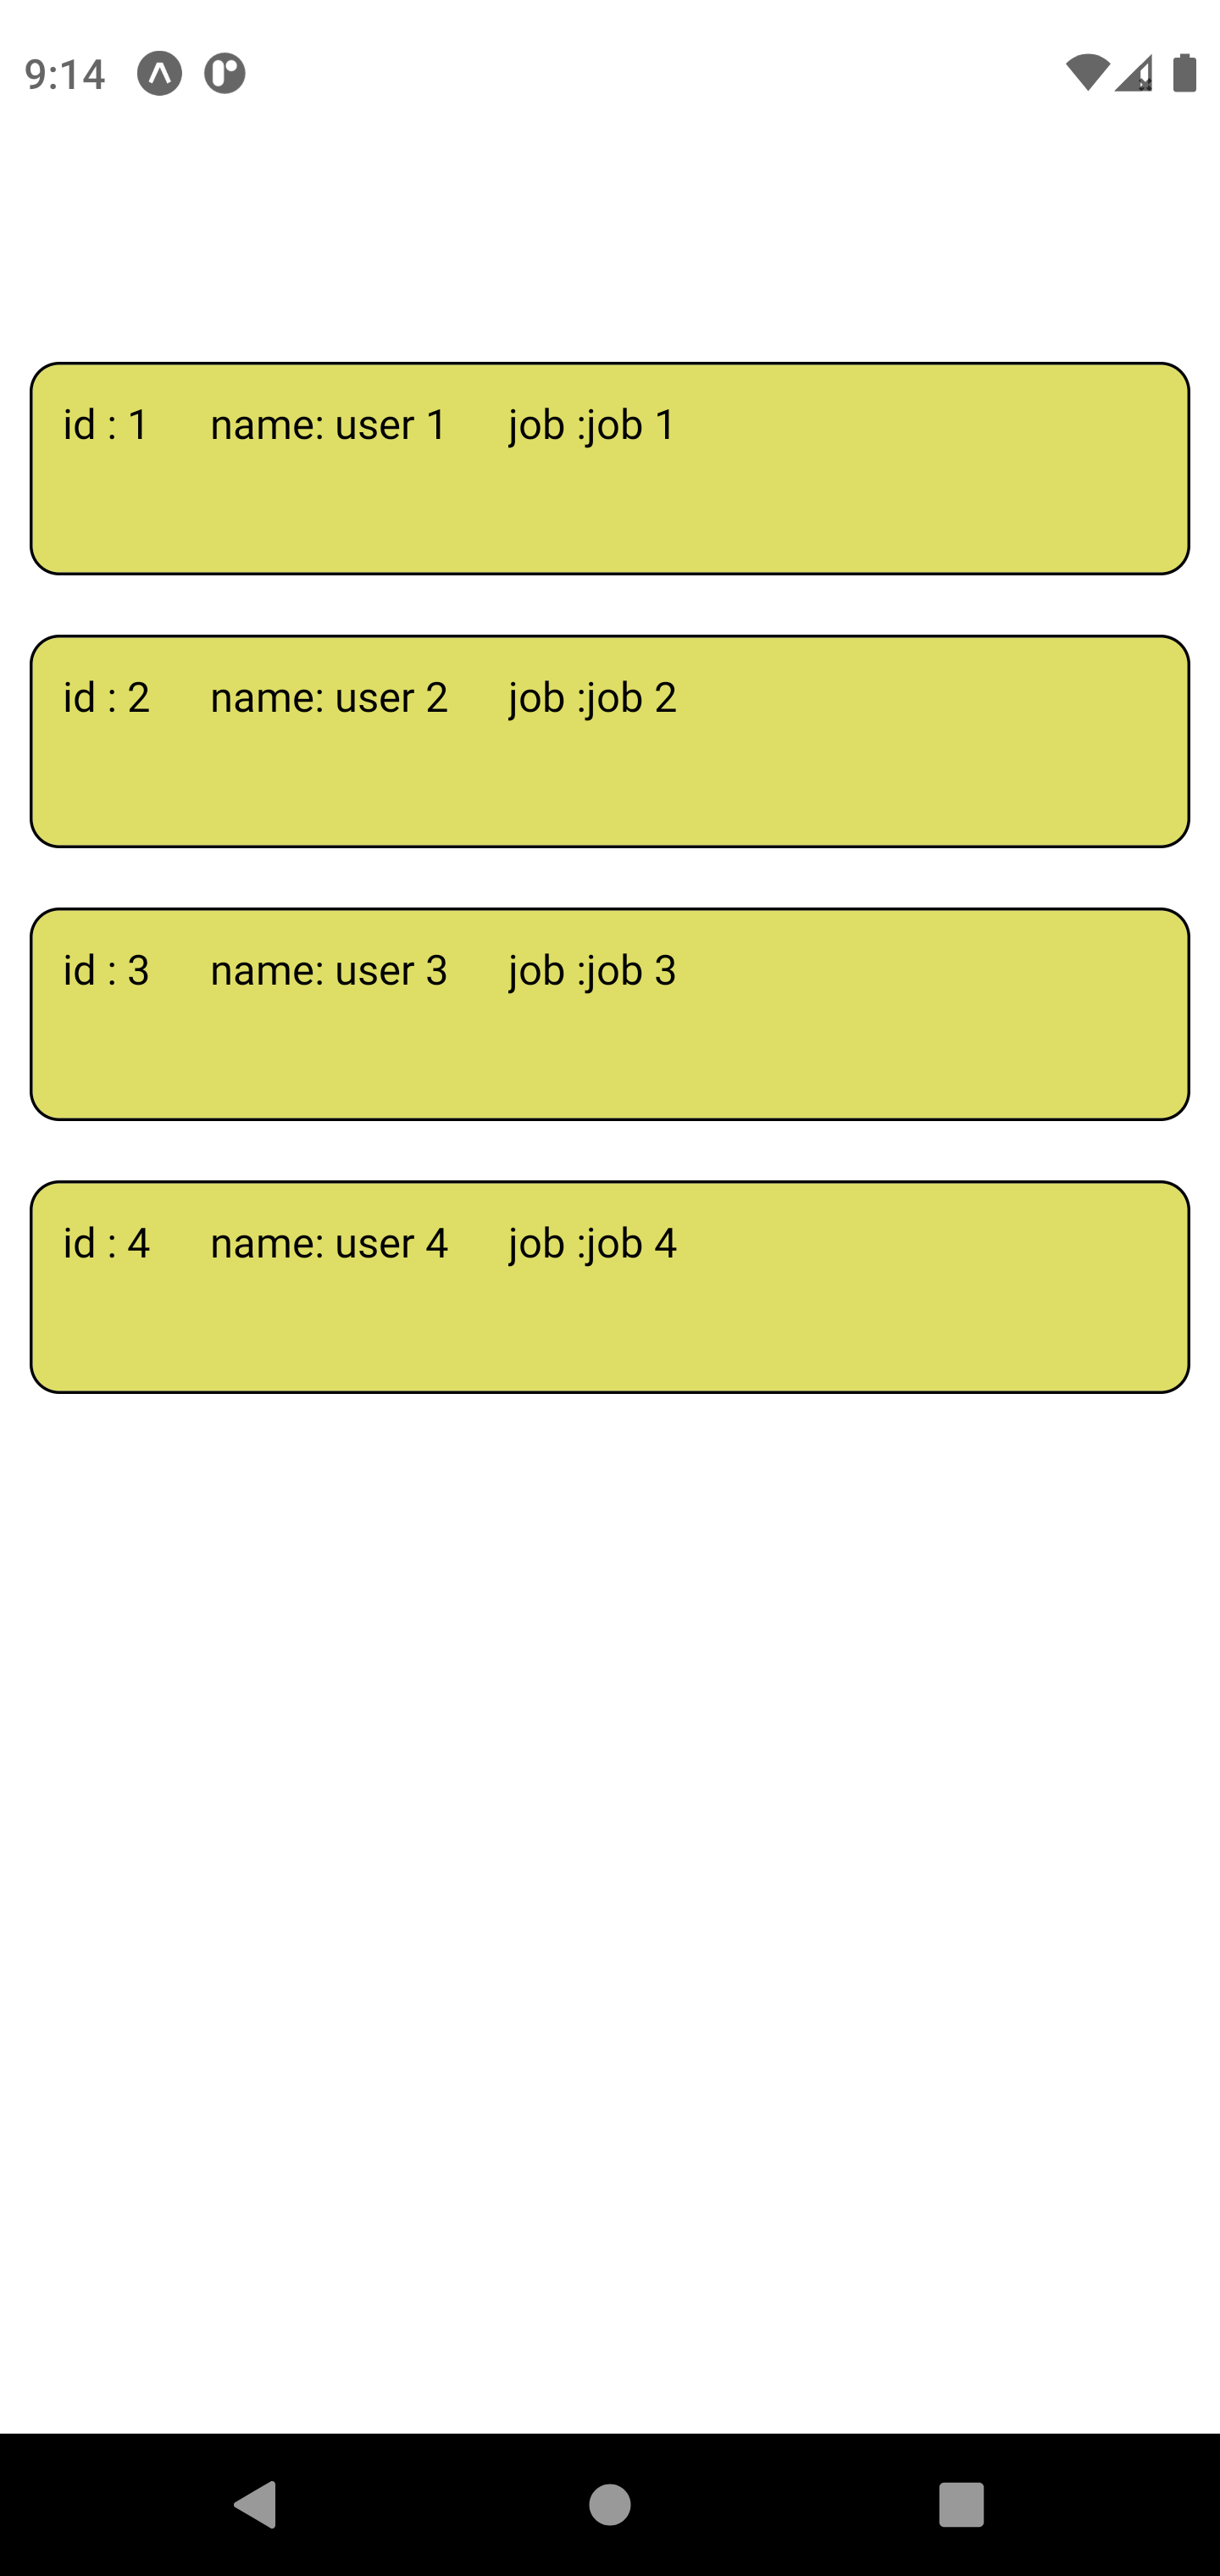 9:14
id : 1 name: user 1 job :job 1
id : 2 name: user 2 job :job 2
id : 3 name: user 3 job :job 3
id : 4 name: user 4 job :job 4